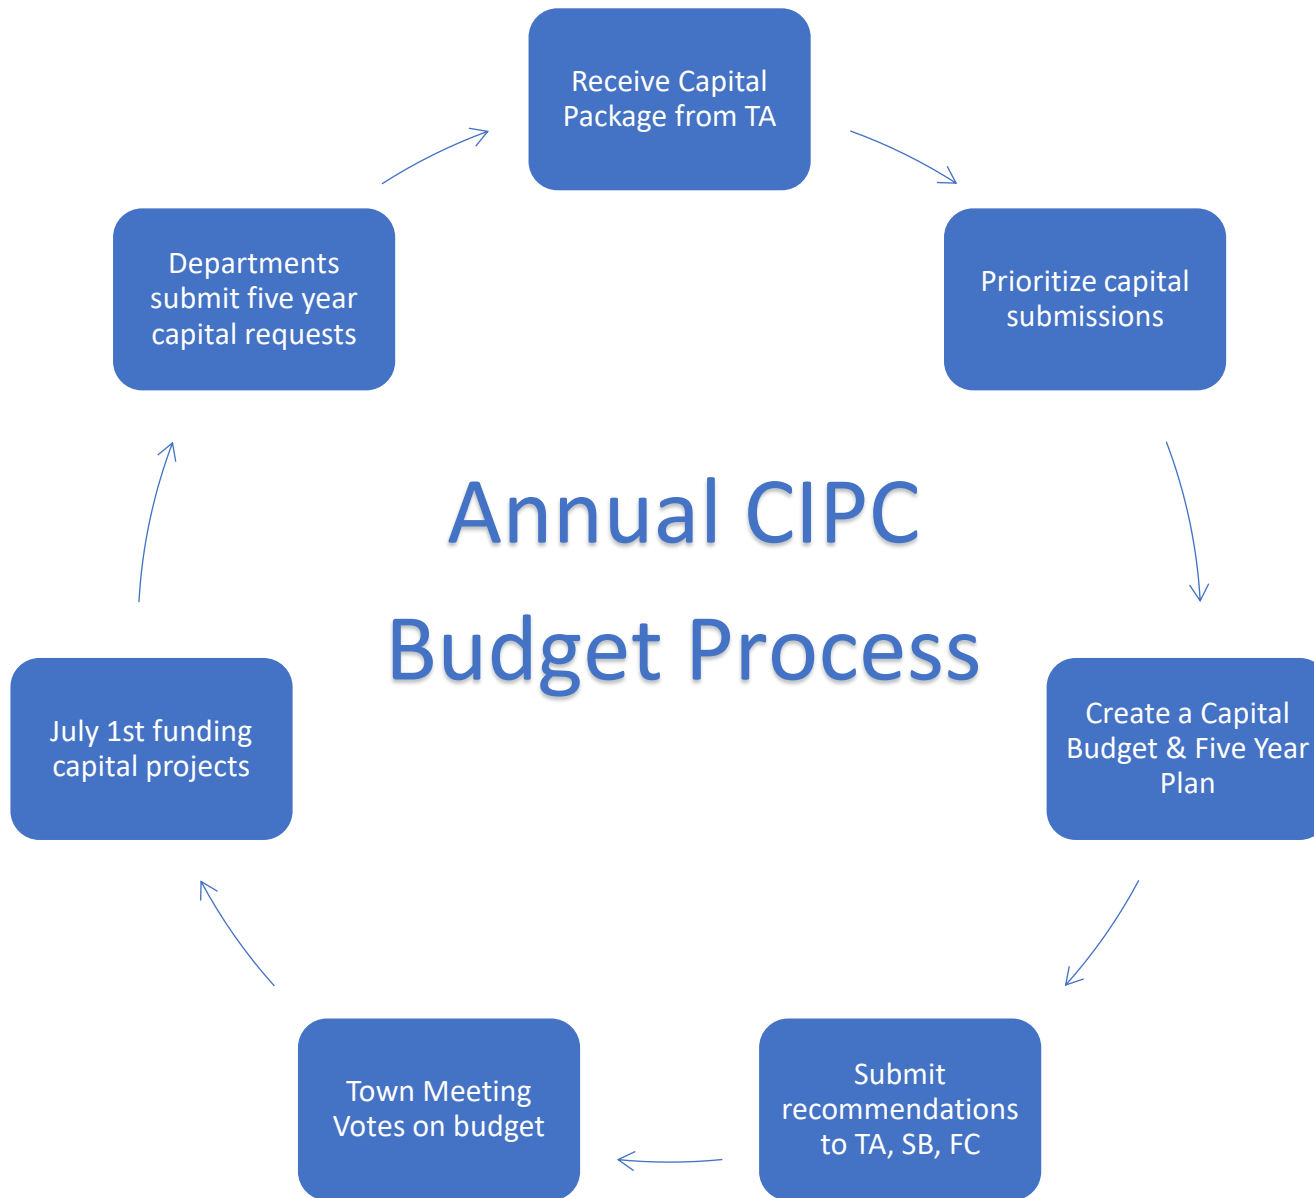 Receive Capital
Package from TA
Prioritize capital
submissions
Create a Capital
Budget & Five Year
Plan
Submit
recommendations
to TA, SB, FC
Town Meeting
Votes on budget
July 1st funding
capital projects
Departments
submit five year
capital requests
Annual CIPC
Budget Process